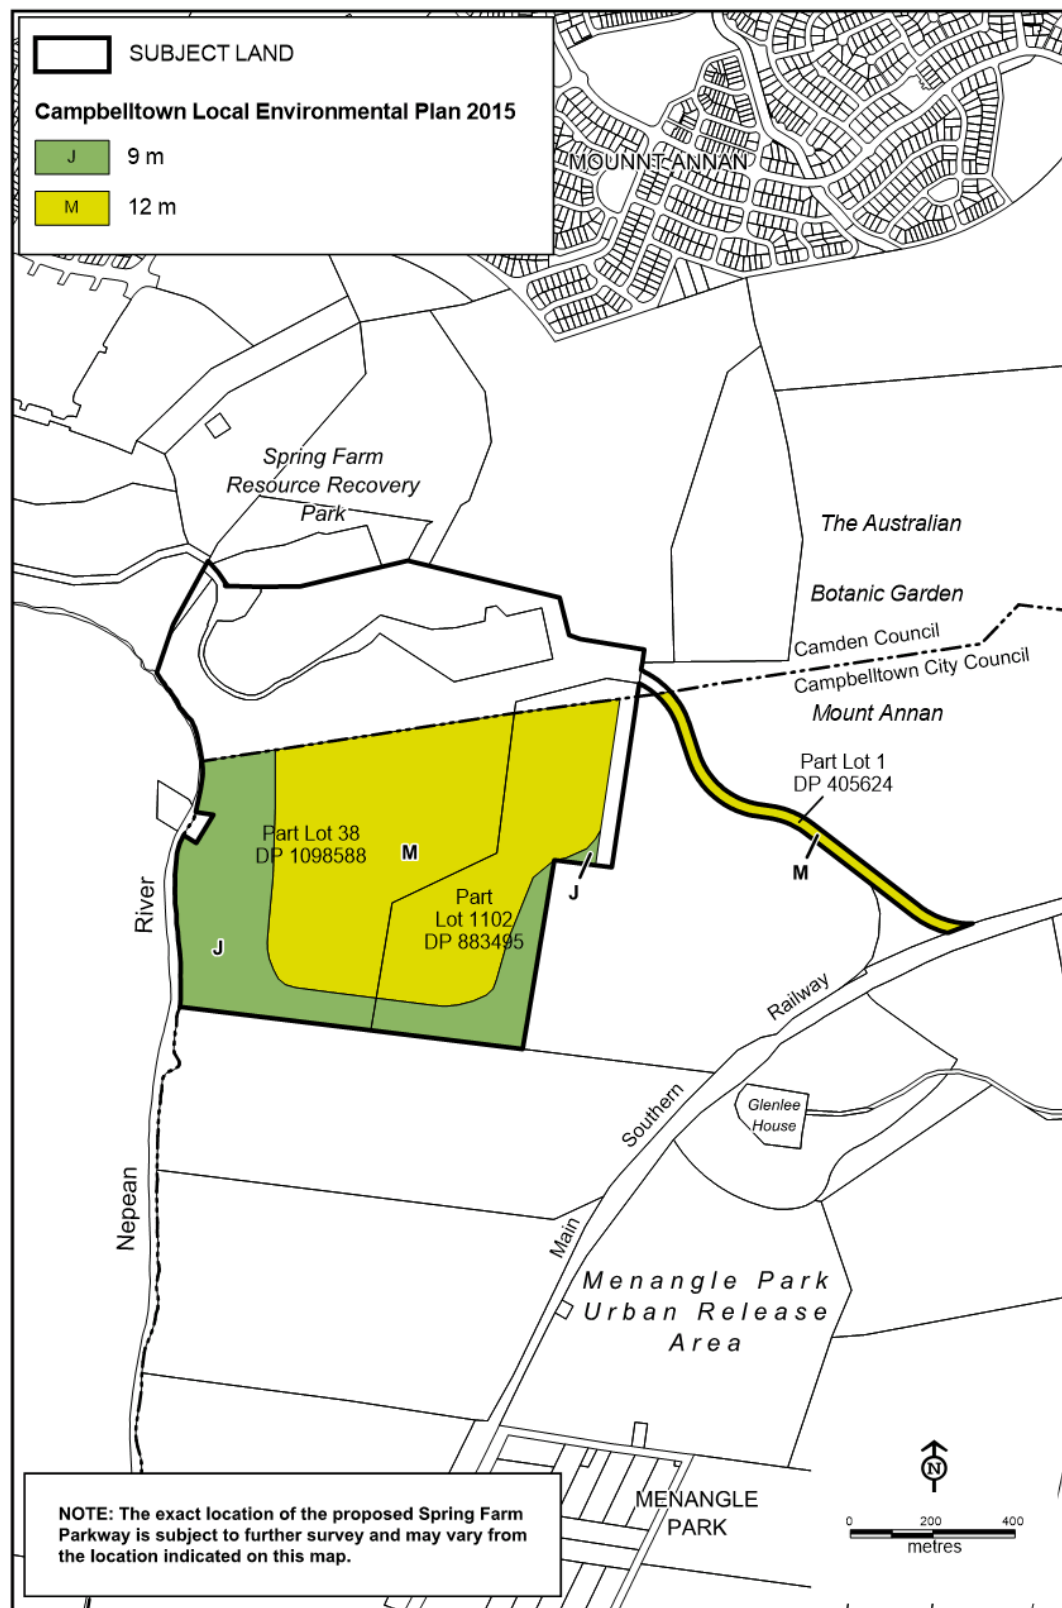 SUBJECT LAND
Campbelltown Local Environmental Plan 2015
J 9 m
M 12 m
MOUNNT ANNAN
Spring Farm
Resource Recovery
Park
The Australian
Botanic Garden
Camden Council
Campbelltown City Council
Mount Annan
Part Lot 1
DP 405624
M
Part Lot 38
DP 1098588
M
J
Part
Lot 1102
DP 883495
J
River
Nepean
Railway
Southern
Main
Glenlee
House
Menangle Park
Urban Release
Area
MENANGLE
PARK
N
0 200 400
metres
NOTE: The exact location of the proposed Spring Farm
Parkway is subject to further survey and may vary from
the location indicated on this map.